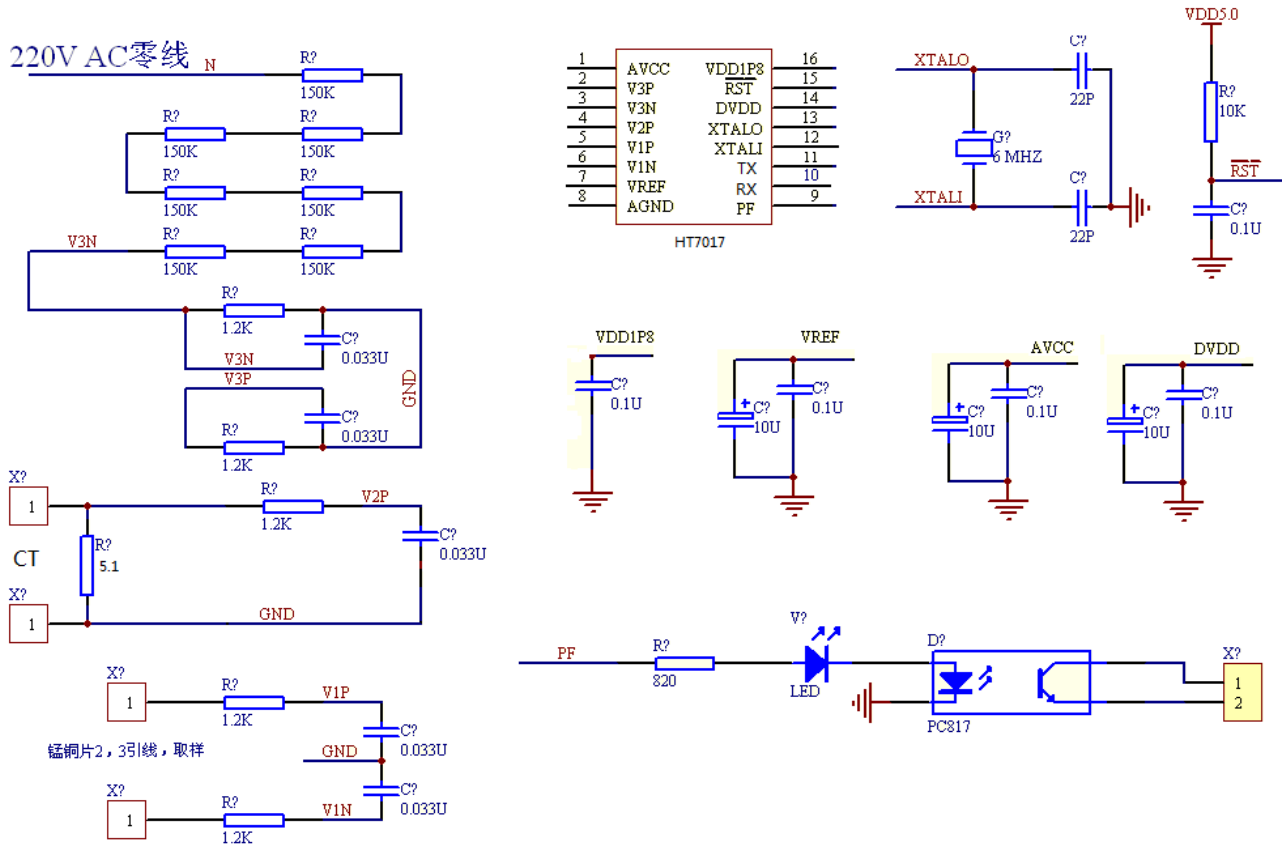 220V AC零线
N
R?
150K
R?
150K
R?
150K
R?
150K
R?
150K
V3N
R?
150K
R?
150K
R?
1.2K
C?
0.033U
V3N
V3P
C?
0.033U
R?
1.2K
GND
X?
1
R?
1.2K
V2P
C?
0.033U
CT
R?
5.1
X?
1
GND
X?
1
R?
1.2K
V1P
C?
0.033U
锰铜片2，3引线，取样
GND
C?
0.033U
X?
1
R?
1.2K
V1N
1 AVCC VDD1P8 16
2 V3P RST 15
3 V3N DVDD 14
4 V2P XTALO 13
5 V1P XTALI 12
6 V1N TX 11
7 VREF RX 10
8 AGND PF 9
HT7017
XTALO
C?
22P
G?
6 MHZ
XTALI
C?
22P
VDD5.0
R?
10K
RST
C?
0.1U
VDD1P8
C?
0.1U
VREF
C?
10U
C?
0.1U
AVCC
C?
10U
C?
0.1U
DVDD
C?
10U
C?
0.1U
PF
R?
820
V?
LED
D?
PC817
X?
1
2